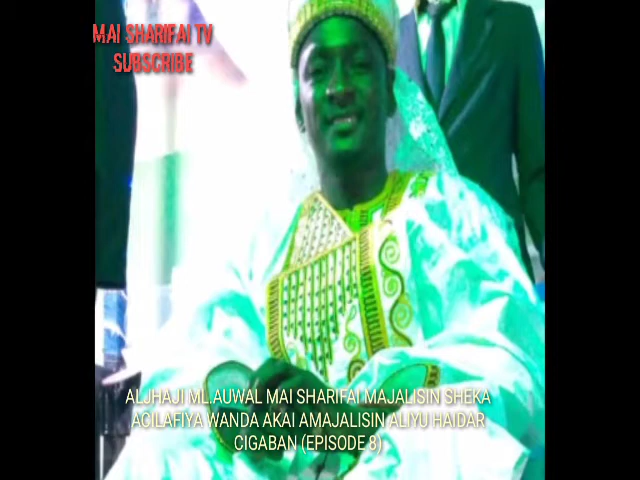 MAI SHARIFAI TV
SUBSCRIBE
ALJHAJI ML.AUWAL MAI SHARIFAI MAJALISIN SHEKA
ACILAFIYA WANDA AKAI AMAJALISIN ALIYU HAIDAR
CIGABAN (EPISODE 8)